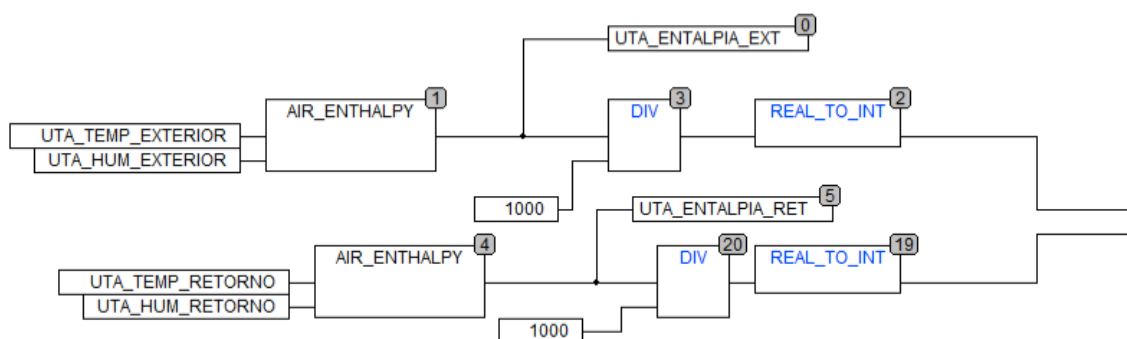 0
UTA_ENTALPIA_EXT
1
AIR_ENTHALPY
3
DIV
2
REAL_TO_INT
UTA_TEMP_EXTERIOR
UTA_HUM_EXTERIOR
1000
5
UTA_ENTALPIA_RET
4
AIR_ENTHALPY
20
DIV
19
REAL_TO_INT
UTA_TEMP_RETORNO
UTA_HUM_RETORNO
1000